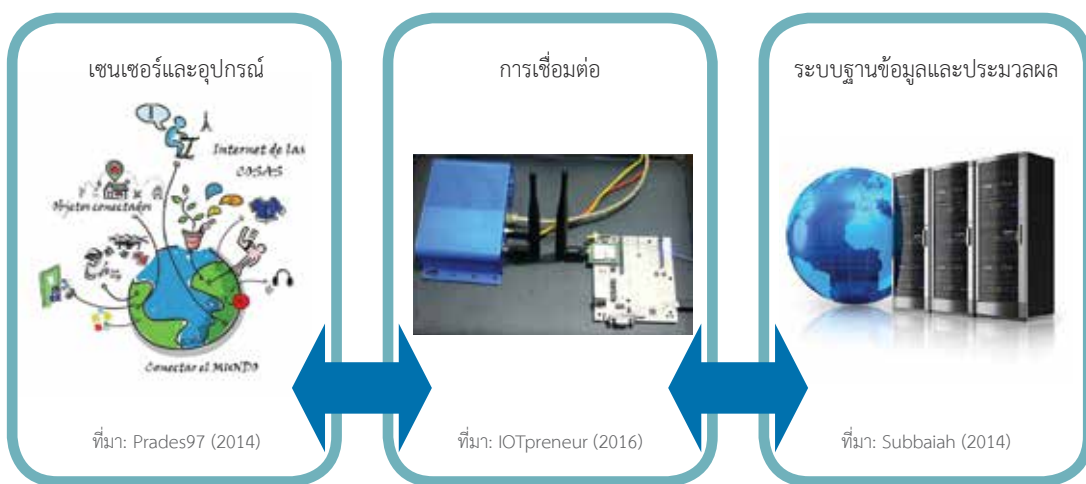 เซนเซอร์และอุปกรณ์
Internet de las
COSAS
Objetos conectados
Conectar el MUNDO
ที่มา: Prades97 (2014)
การเชื่อมต่อ
ที่มา: IOTpreneur (2016)
ระบบฐานข้อมูลและประมวลผล
ที่มา: Subbaiah (2014)